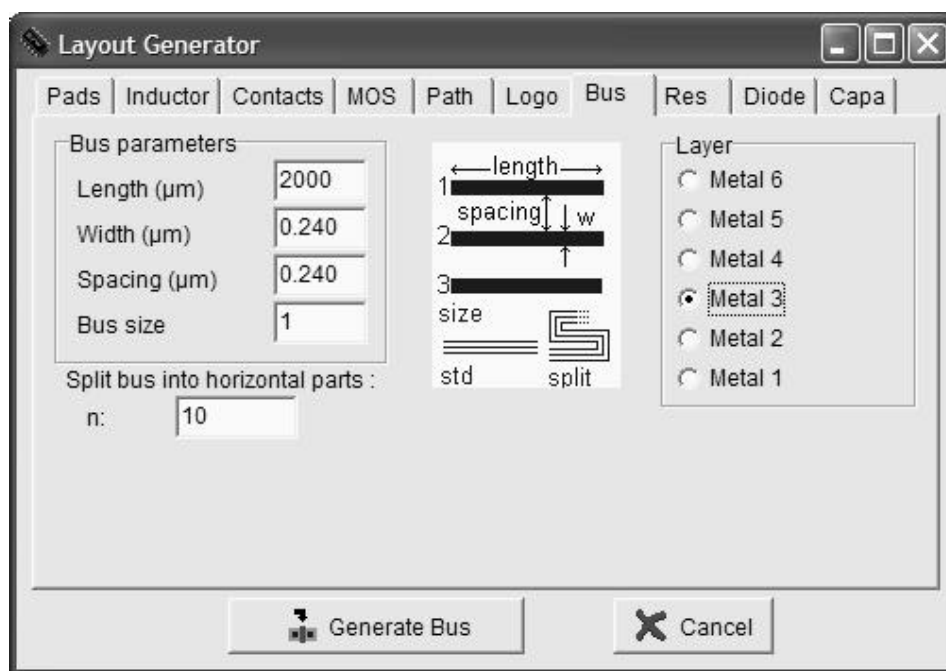 Layout Generator
Pads Inductor Contacts MOS Path Logo Bus Res Diode Capa
Bus parameters
Length (µm) 2000
Width (µm) 0.240
Spacing (µm) 0.240
Bus size 1
Split bus into horizontal parts :
n: 10
length
1
spacing w
2
3
size
std split
Layer
Metal 6
Metal 5
Metal 4
Metal 3
Metal 2
Metal 1
Generate Bus Cancel